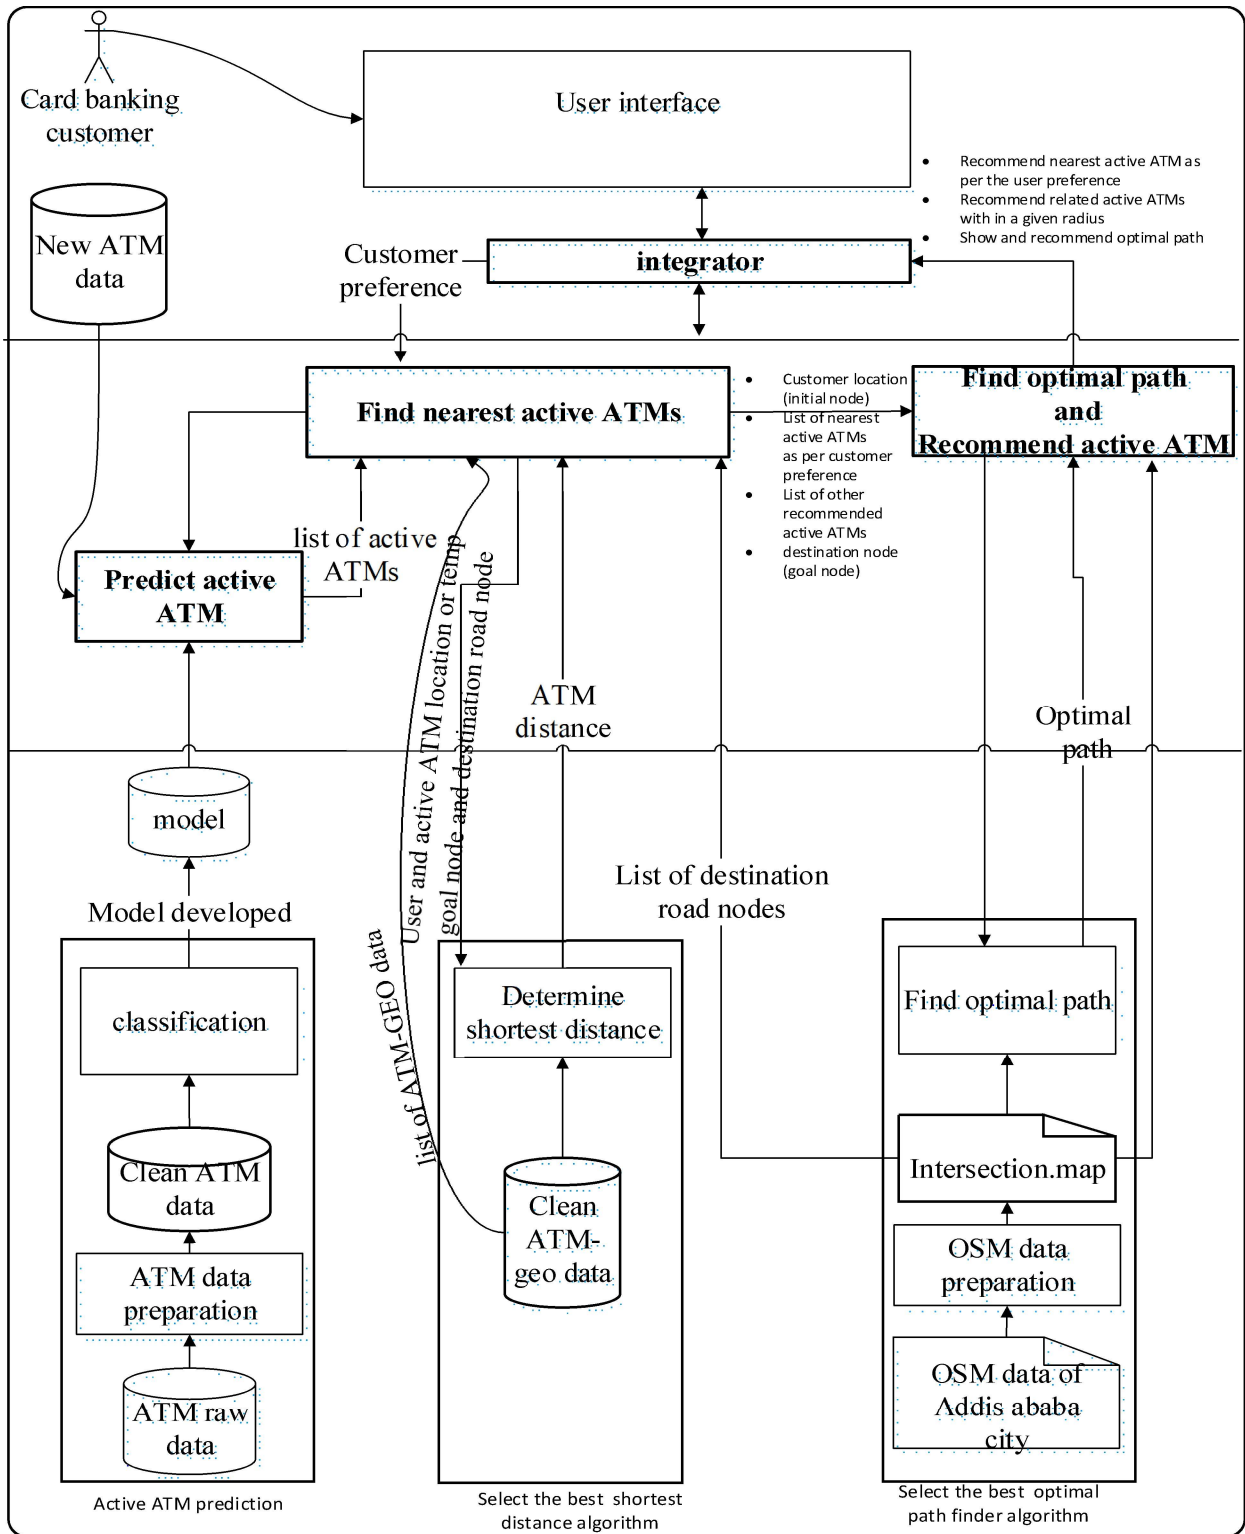 Card banking
customer
User interface
• Recommend nearest active ATM as
per the user preference
• Recommend related active ATMs
with in a given radius
• Show and recommend optimal path
New ATM
data
Customer
preference
integrator
Find nearest active ATMs
• Customer location
(initial node)
• List of nearest
active ATMs
as per customer
preference
• List of other
recommended
active ATMs
• destination node
(goal node)
Find optimal path
and
Recommend active ATM
list of active
ATMs
Predict active
ATM
User and active ATM location or temp
goal node and destination road node
ATM
distance
Optimal
path
model
Model developed
List of destination
road nodes
list of ATM-GEO data
classification
Determine
shortest distance
Find optimal path
Clean ATM
data
Clean
ATM-
geo data
Intersection.map
ATM data
preparation
OSM data
preparation
ATM raw
data
OSM data of
Addis ababa
city
Active ATM prediction
Select the best shortest
distance algorithm
Select the best optimal
path finder algorithm